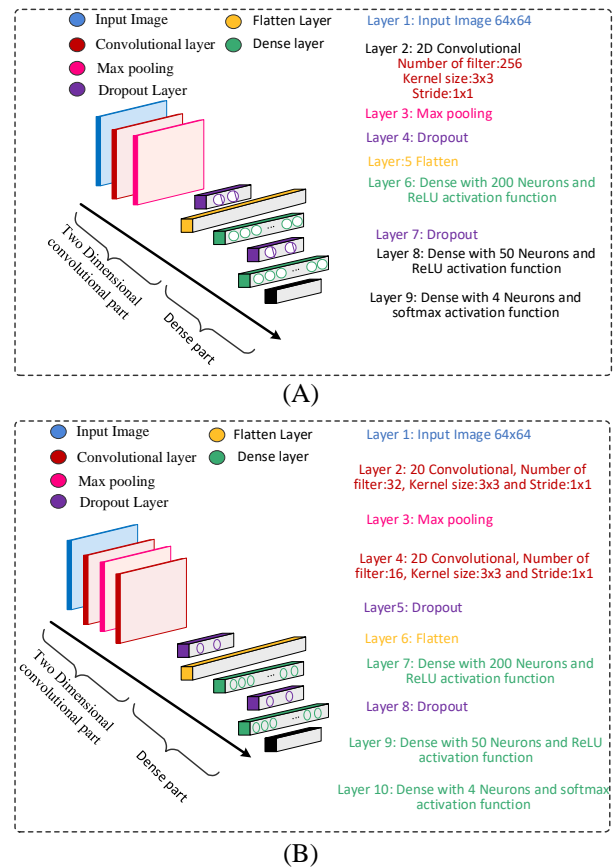 Input Image
Convolutional layer
Max pooling
Dropout Layer
Flatten Layer
Dense layer
Layer 1: Input Image 64x64
Layer 2: 2D Convolutional
Number of filter:256
Kernel size:3x3
Stride:1x1
Layer 3: Max pooling
Layer 4: Dropout
Layer:5 Flatten
Layer 6: Dense with 200 Neurons and
ReLU activation function
Layer 7: Dropout
Layer 8: Dense with 50 Neurons and
ReLU activation function
Layer 9: Dense with 4 Neurons and
softmax activation function
...
...
Two Dimensional
convolutional part
Dense part
(A)
Input Image
Convolutional layer
Max pooling
Dropout Layer
Flatten Layer
Dense layer
Layer 1: Input Image 64x64
Layer 2: 20 Convolutional, Number of
filter:32, Kernel size:3x3 and Stride:1x1
Layer 3: Max pooling
Layer 4: 2D Convolutional, Number of
filter:16, Kernel size:3x3 and Stride:1x1
Layer5: Dropout
Layer 6: Flatten
Layer 7: Dense with 200 Neurons and
ReLU activation function
Layer 8: Dropout
Layer 9: Dense with 50 Neurons and ReLU
activation function
Layer 10: Dense with 4 Neurons and softmax
activation function
...
...
Two Dimensional
convolutional part
Dense part
(B)